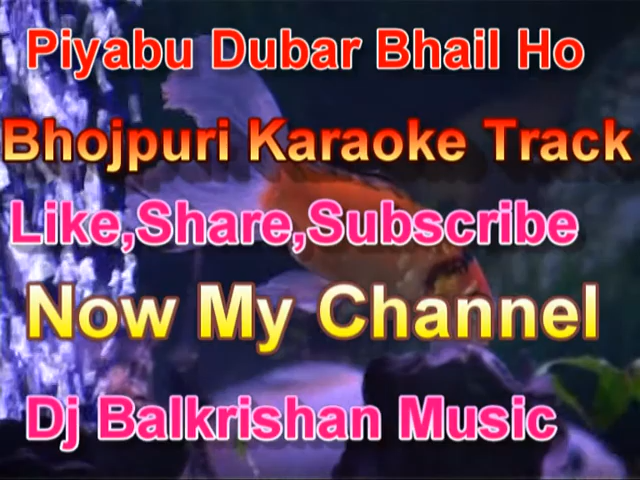 Piyabu Dubar Bhail Ho
Bhojpuri Karaoke Track
Like,Share,Subscribe
Now My Channel
Dj Balkrishan Music